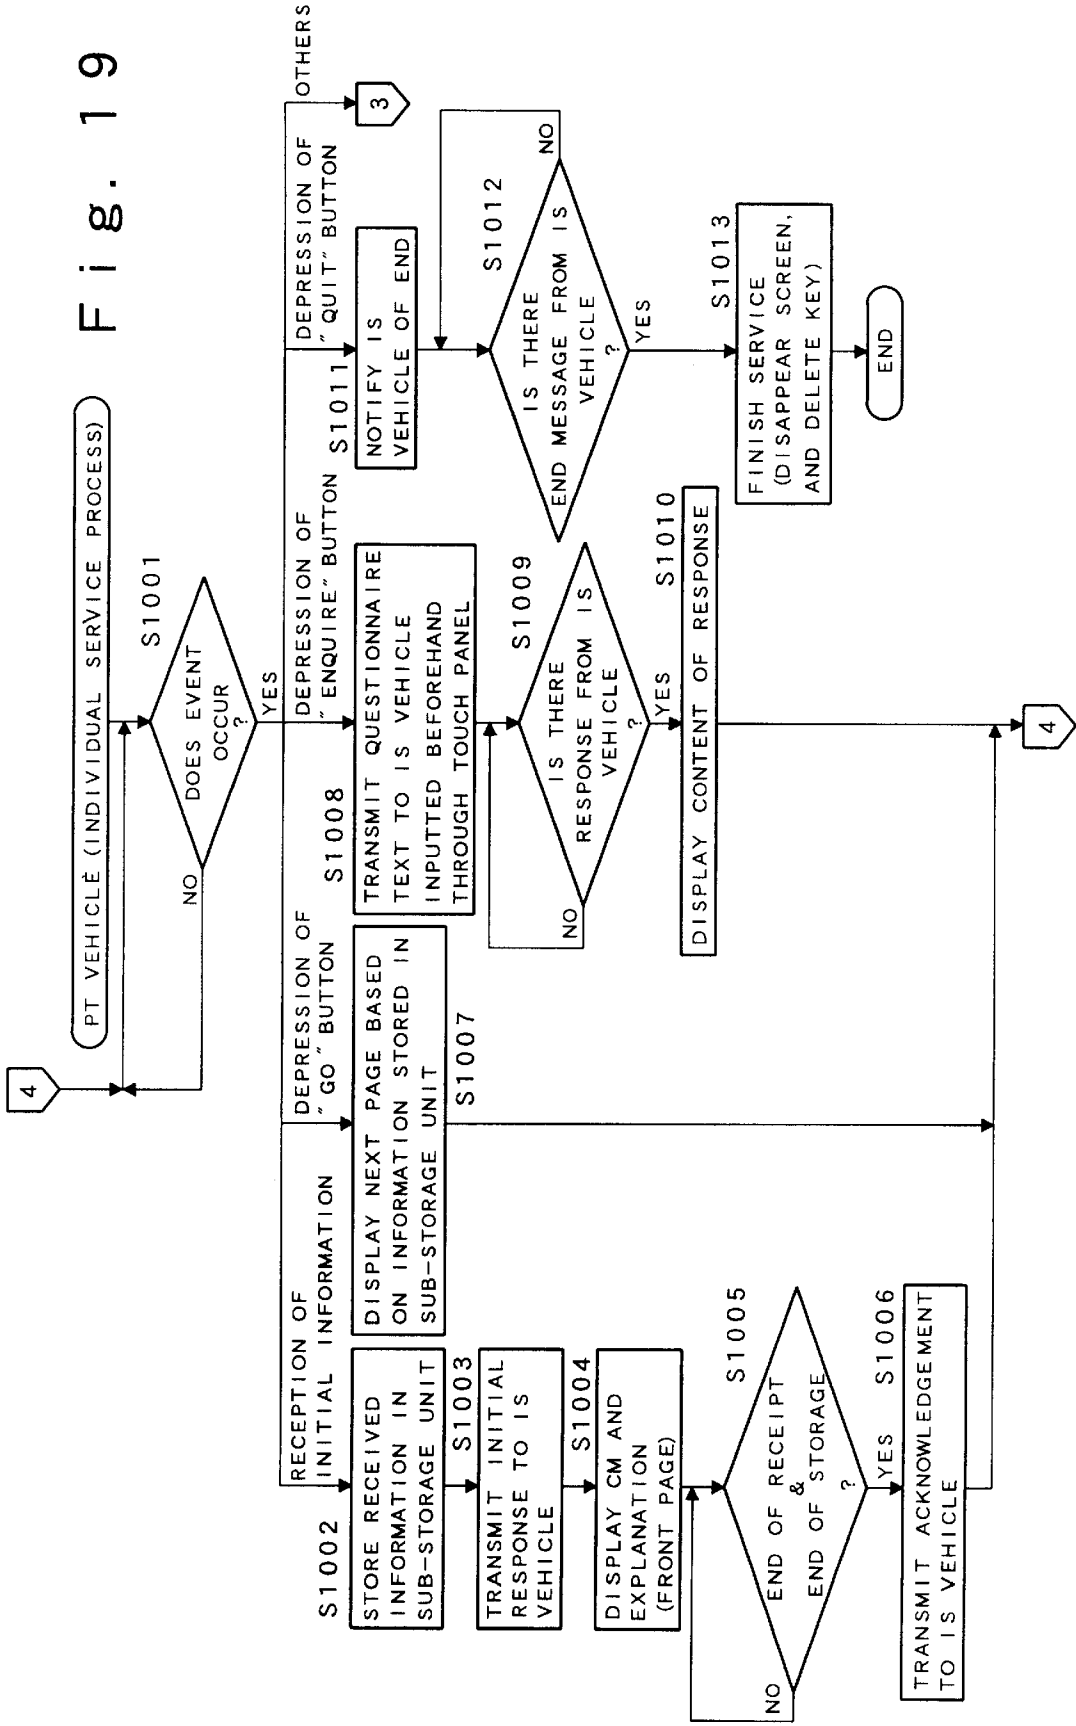 Fig. 19
4
PT VEHICLE (INDIVIDUAL SERVICE PROCESS)
S1001
DOES EVENT
OCCUR
?
NO
YES
RECEPTION OF
INITIAL INFORMATION
DEPRESSION OF
"GO" BUTTON
DEPRESSION OF
"ENQUIRE" BUTTON
DEPRESSION OF
"QUIT" BUTTON
OTHERS
3
S1002
STORE RECEIVED
INFORMATION IN
SUB-STORAGE UNIT
S1003
TRANSMIT INITIAL
RESPONSE TO IS
VEHICLE
S1004
DISPLAY CM AND
EXPLANATION
(FRONT PAGE)
S1005
END OF RECEIPT
&
END OF STORAGE
?
NO
YES
S1006
TRANSMIT ACKNOWLEDGEMENT
TO IS VEHICLE
DISPLAY NEXT PAGE BASED
ON INFORMATION STORED IN
SUB-STORAGE UNIT
S1007
S1008
TRANSMIT QUESTIONNAIRE
TEXT TO IS VEHICLE
INPUTTED BEFOREHAND
THROUGH TOUCH PANEL
S1009
IS THERE
RESPONSE FROM IS
VEHICLE
?
NO
YES
S1010
DISPLAY CONTENT OF RESPONSE
4
S1011
NOTIFY IS
VEHICLE OF END
S1012
IS THERE
END MESSAGE FROM IS
VEHICLE
?
NO
YES
S1013
FINISH SERVICE
(DISAPPEAR SCREEN,
AND DELETE KEY)
END